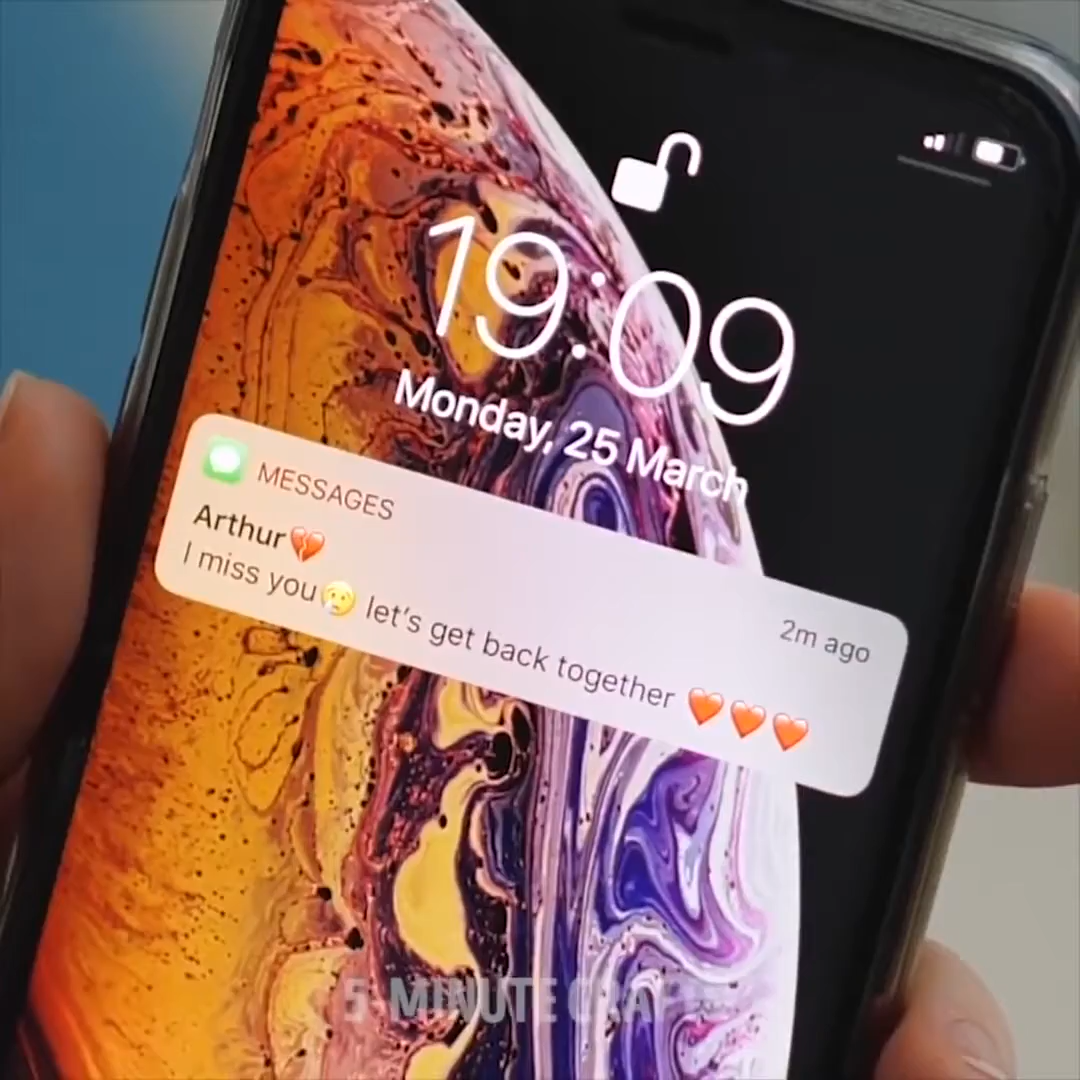 19:09
Monday, 25 March
MESSAGES
Arthur💔
2m ago
I miss you😢 let's get back together ❤️❤️❤️
5-MINUTE CRAFTS